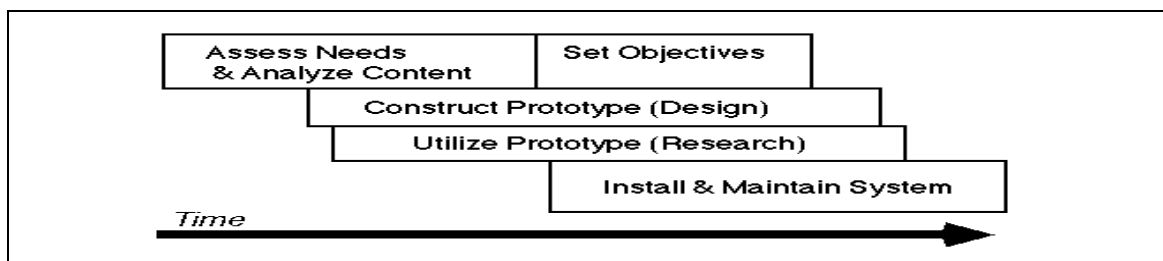 Assess Needs
& Analyze Content
Set Objectives
Construct Prototype (Design)
Utilize Prototype (Research)
Install & Maintain System
Time